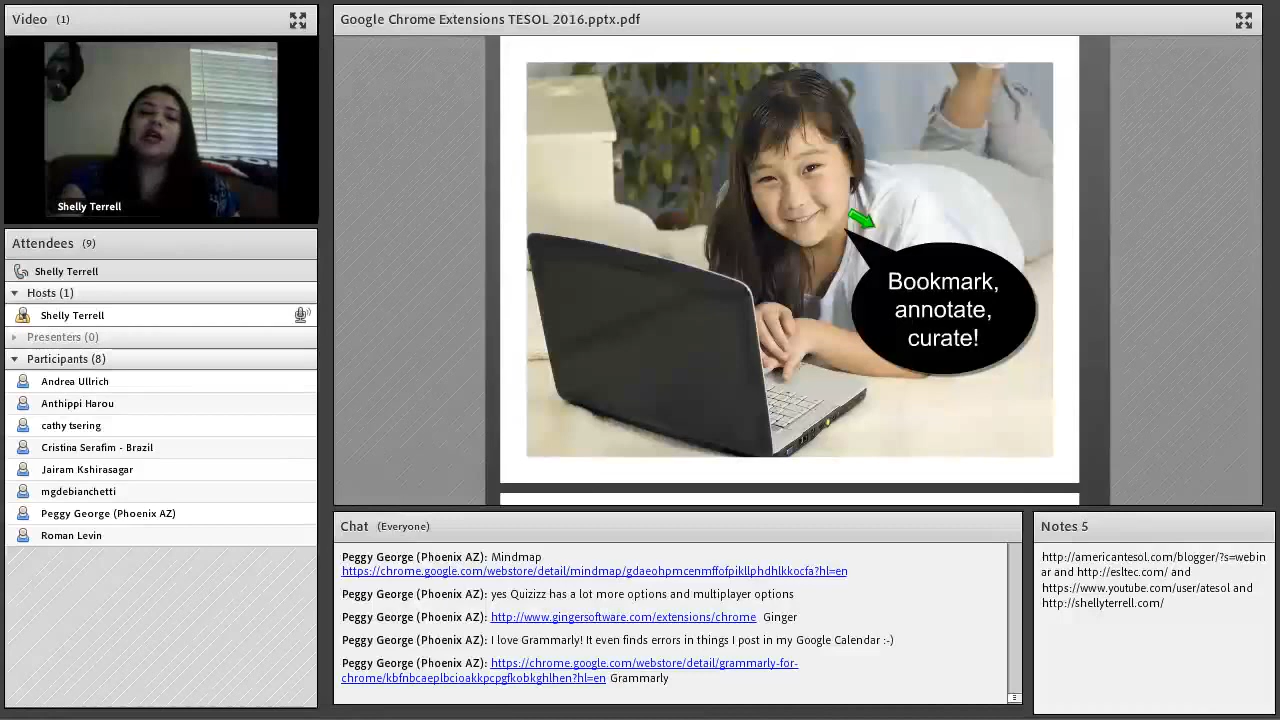 Video (1)
Shelly Terrell
Attendees (9)
Shelly Terrell
Hosts (1)
Shelly Terrell
Presenters (0)
Participants (8)
Andrea Ullrich
Anthippi Harou
cathy tsering
Cristina Serafim - Brazil
Jairam Kshirasagar
mgdebianchetti
Peggy George (Phoenix AZ)
Roman Levin
Google Chrome Extensions TESOL 2016.pptx.pdf
Bookmark,
annotate,
curate!
Chat (Everyone)
Peggy George (Phoenix AZ): Mindmap
https://chrome.google.com/webstore/detail/mindmap/gdaeohpmcenmffofpikllphdhlkkocfa?hl=en
Peggy George (Phoenix AZ): yes Quizizz has a lot more options and multiplayer options
Peggy George (Phoenix AZ): http://www.gingersoftware.com/extensions/chrome Ginger
Peggy George (Phoenix AZ): I love Grammarly! It even finds errors in things I post in my Google Calendar :-)
Peggy George (Phoenix AZ): https://chrome.google.com/webstore/detail/grammarly-for-
chrome/kbfnbcaeplbcioakkpcpgfkobkghlhen?hl=en Grammarly
Notes 5
http://americantesol.com/blogger/?s=webin
ar and http://esltec.com/ and
https://www.youtube.com/user/atesol and
http://shellyterrell.com/